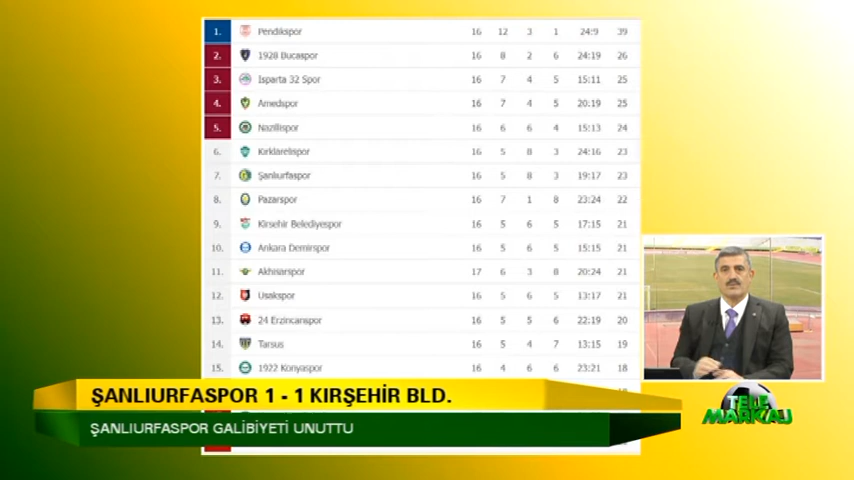 1. Pendikspor 16 12 3 1 24:9 39
2. 1928 Bucaspor 16 8 2 6 24:19 26
3. Isparta 32 Spor 16 7 4 5 15:11 25
4. Amedspor 16 7 4 5 20:19 25
5. Nazillispor 16 6 6 4 15:13 24
6. Kırklarelispor 16 5 8 3 24:16 23
7. Şanlıurfaspor 16 5 8 3 19:17 23
8. Pazarspor 16 7 1 8 23:24 22
9. Kırşehir Belediyespor 16 5 6 5 17:15 21
10. Ankara Demirspor 16 5 6 5 15:15 21
11. Akhisarspor 17 6 3 8 20:24 21
12. Uşakspor 16 5 6 5 13:17 21
13. 24 Erzincanspor 16 5 5 6 22:19 20
14. Tarsus 16 5 4 7 13:15 19
15. 1922 Konyaspor 16 4 6 6 23:21 18
ŞANLIURFASPOR 1 - 1 KIRŞEHİR BLD.
ŞANLIURFASPOR GALİBİYETİ UNUTTU
TELE
MARKAJ